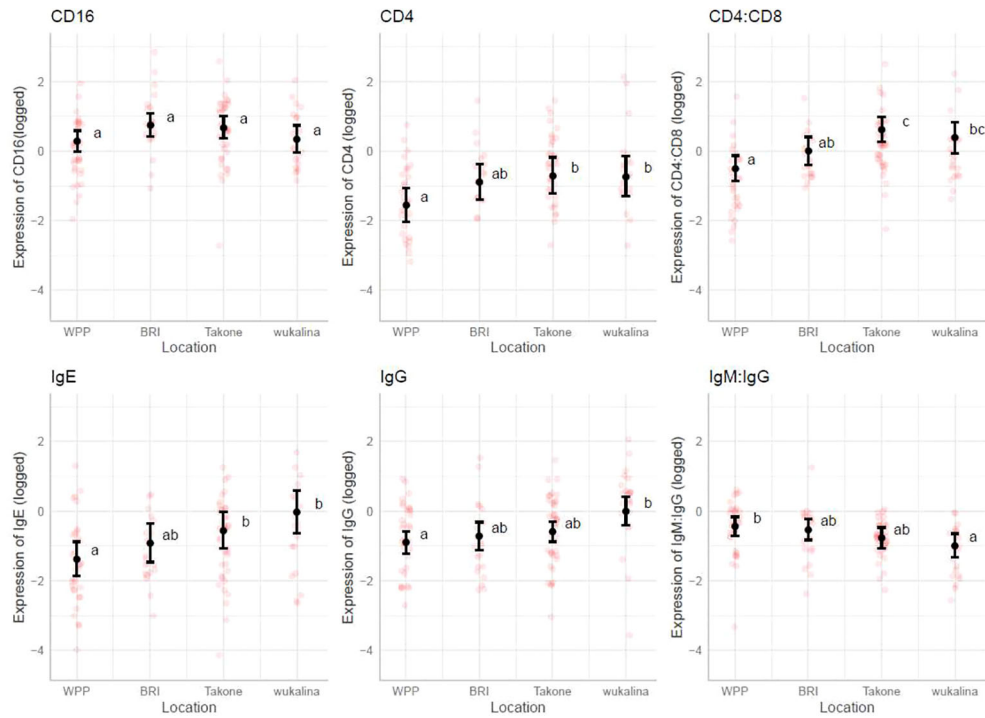 CD16
Expression of CD16(logged)
2
0
−2
−4
a
a
a
a
WPP
BRI
Takone
wukalina
Location
CD4
Expression of CD4 (logged)
2
0
−2
−4
a
ab
b
b
WPP
BRI
Takone
wukalina
Location
CD4:CD8
Expression of CD4:CD8 (logged)
2
0
−2
−4
a
ab
c
bc
WPP
BRI
Takone
wukalina
Location
IgE
Expression of IgE (logged)
2
0
−2
−4
a
ab
b
b
WPP
BRI
Takone
wukalina
Location
IgG
Expression of IgG (logged)
2
0
−2
−4
a
ab
ab
b
WPP
BRI
Takone
wukalina
Location
IgM:IgG
Expression of IgM:IgG (logged)
2
0
−2
−4
b
ab
ab
a
WPP
BRI
Takone
wukalina
Location